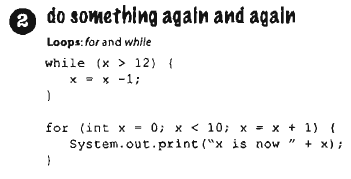 2 do something again and again
Loops: for and while
while (x > 12) {
x = x -1;
}
for (int x = 0; x < 10; x = x + 1) {
System.out.print("x is now " + x);
}